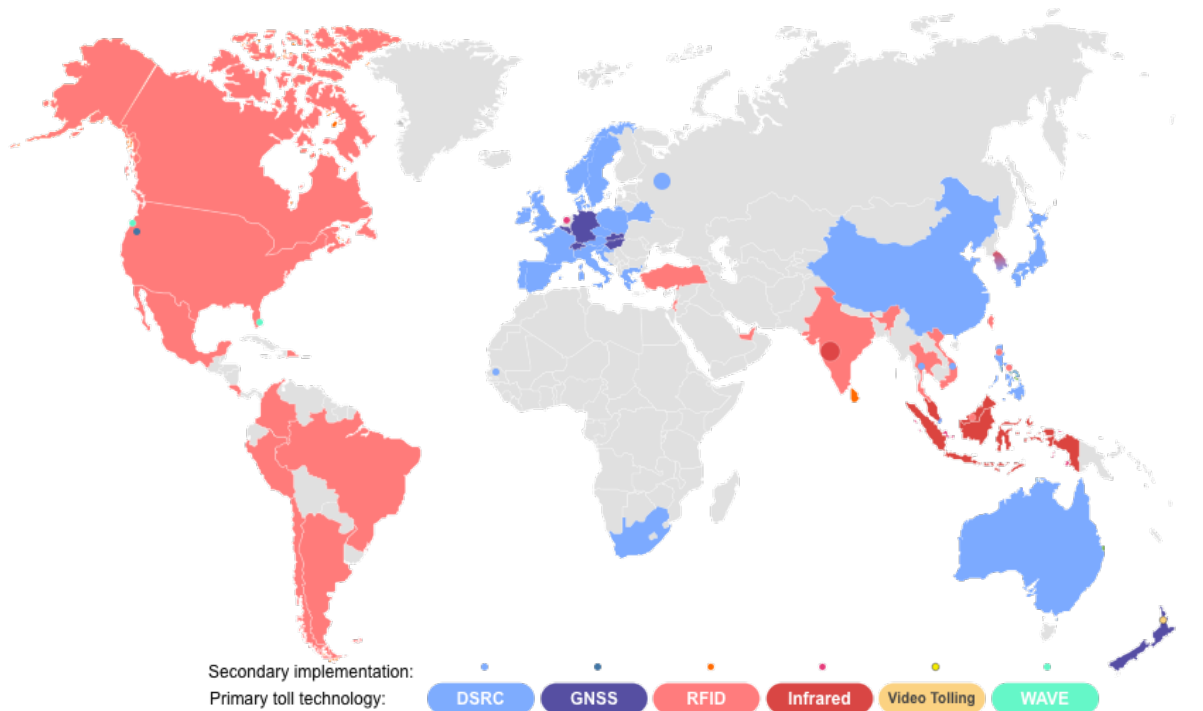 Secondary implementation:
Primary toll technology: DSRC GNSS RFID Infrared Video Tolling WAVE